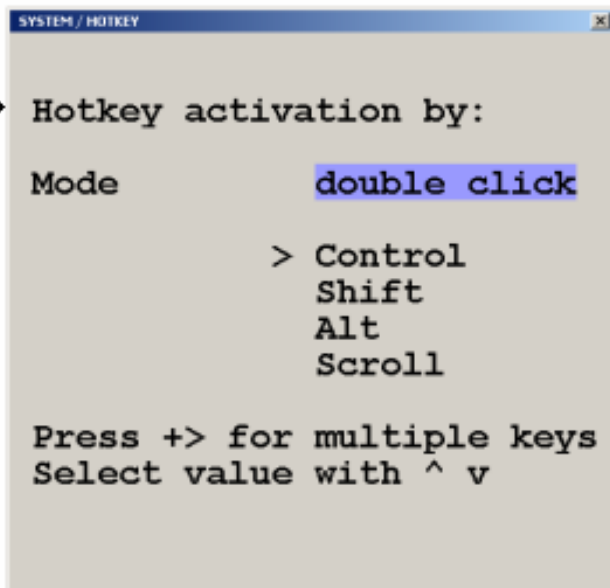 SYSTEM / HOTKEY
Hotkey activation by:
Mode double click
> Control
Shift
Alt
Scroll
Press +> for multiple keys
Select value with ^ v